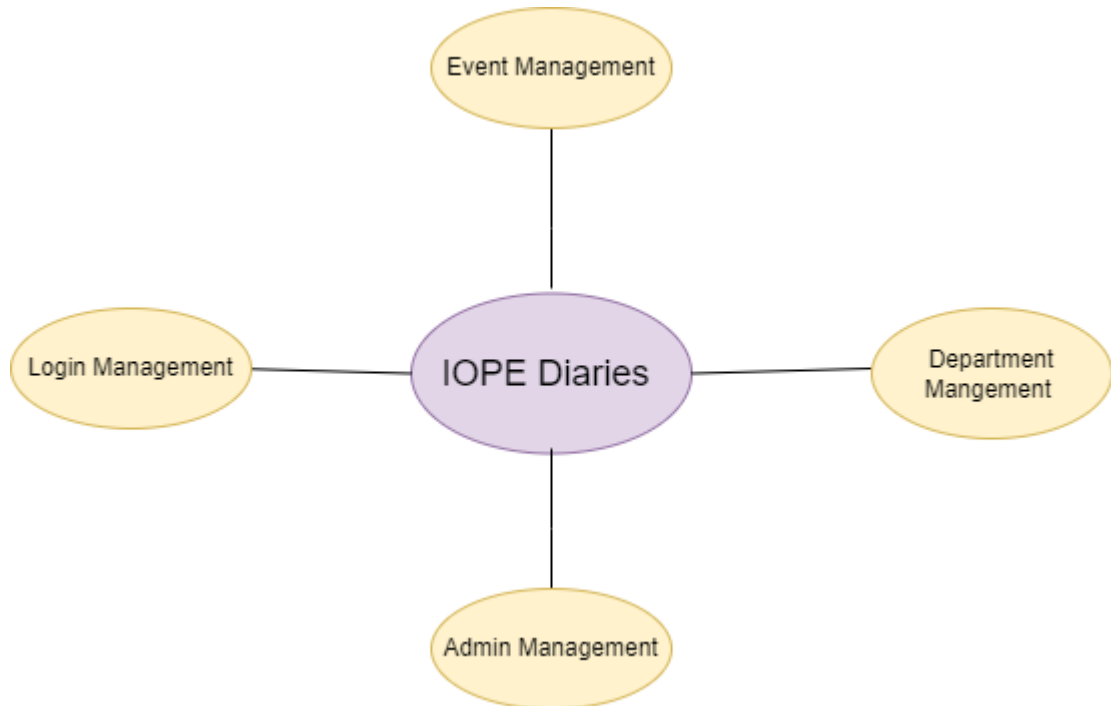 Event Management
Login Management
IOPE Diaries
Department
Mangement
Admin Management